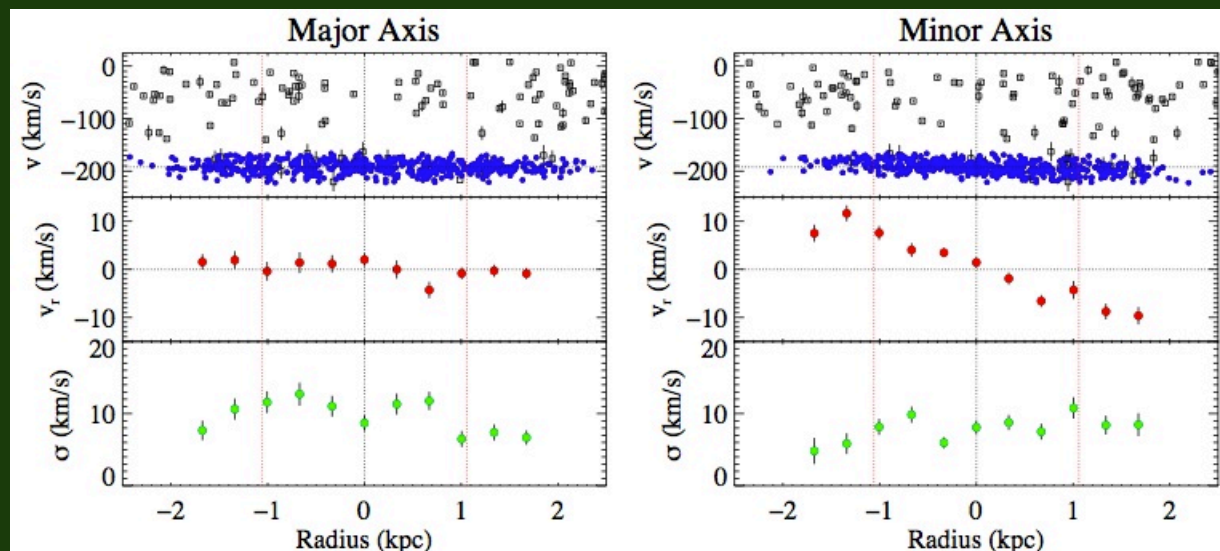 Major Axis
Minor Axis
v (km/s)
0
−100
−200
v (km/s)
0
−100
−200
v_r (km/s)
10
0
−10
v_r (km/s)
10
0
−10
σ (km/s)
20
10
0
σ (km/s)
20
10
0
−2 −1 0 1 2
−2 −1 0 1 2
Radius (kpc)
Radius (kpc)